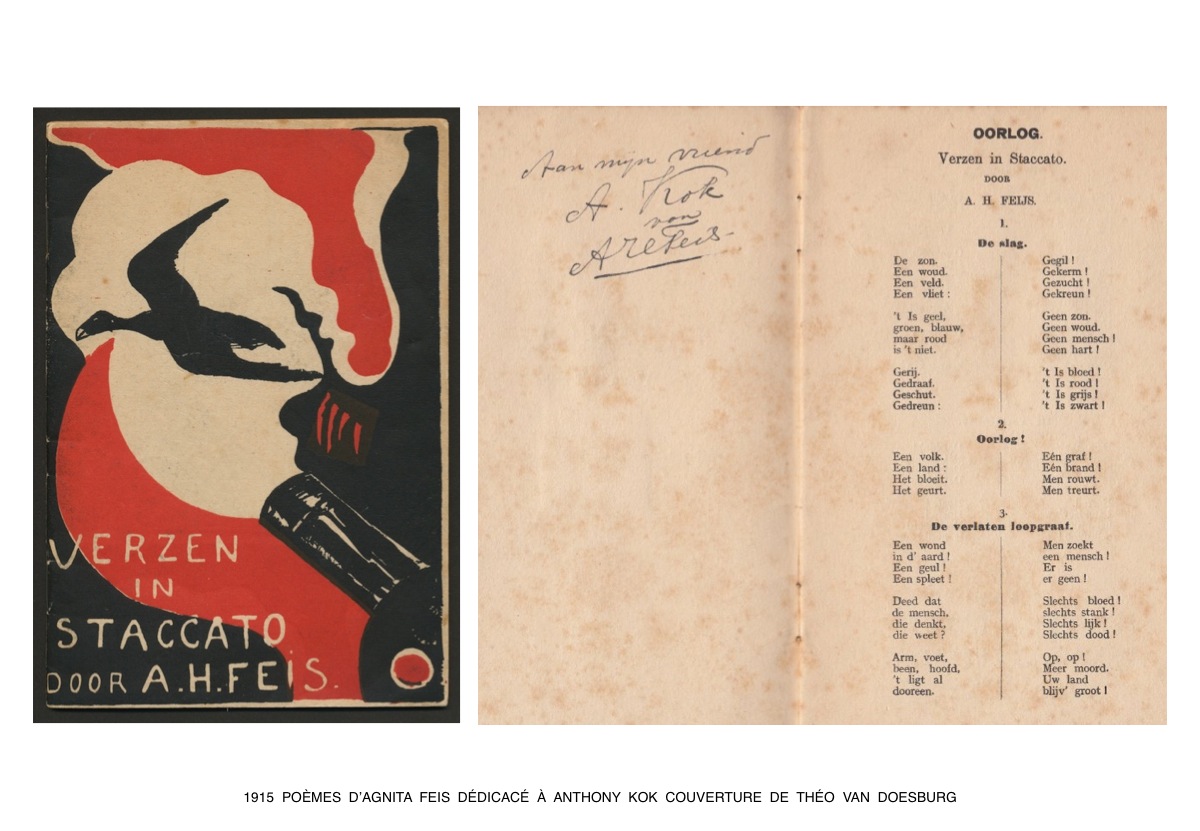 VERZEN
IN
STACCATO
DOOR A.H.FEIS.
Aan mijn vriend
A. Kok
van
A H Feis
OORLOG.
Verzen in Staccato.
DOOR
A. H. FEIJS.
1.
De slag.
De zon.
Een woud.
Een veld.
Een vliet :
't Is geel,
groen, blauw,
maar rood
is 't niet.
Gerij.
Gedraaf.
Geschut.
Gedreun :
Gegil !
Gekerm !
Gezucht !
Gekreun !
Geen zon.
Geen woud.
Geen mensch !
Geen hart !
't Is bloed !
't Is rood !
't Is grijs !
't Is zwart !
2.
Oorlog !
Een volk.
Een land :
Het bloeit.
Het geurt.
Eén graf !
Eén brand !
Men rouwt.
Men treurt.
3.
De verlaten loopgraaf.
Een wond
in d' aard !
Een geul !
Een spleet !
Deed dat
de mensch,
die denkt,
die weet ?
Arm, voet,
been, hoofd,
't ligt al
dooreen.
Men zoekt
een mensch !
Er is
er geen !
Slechts bloed !
slechts stank !
Slechts lijk !
Slechts dood !
Op, op !
Meer moord.
Uw land
blijv' groot !
1915 POÈMES D'AGNITA FEIS DÉDICACÉ À ANTHONY KOK COUVERTURE DE THÉO VAN DOESBURG